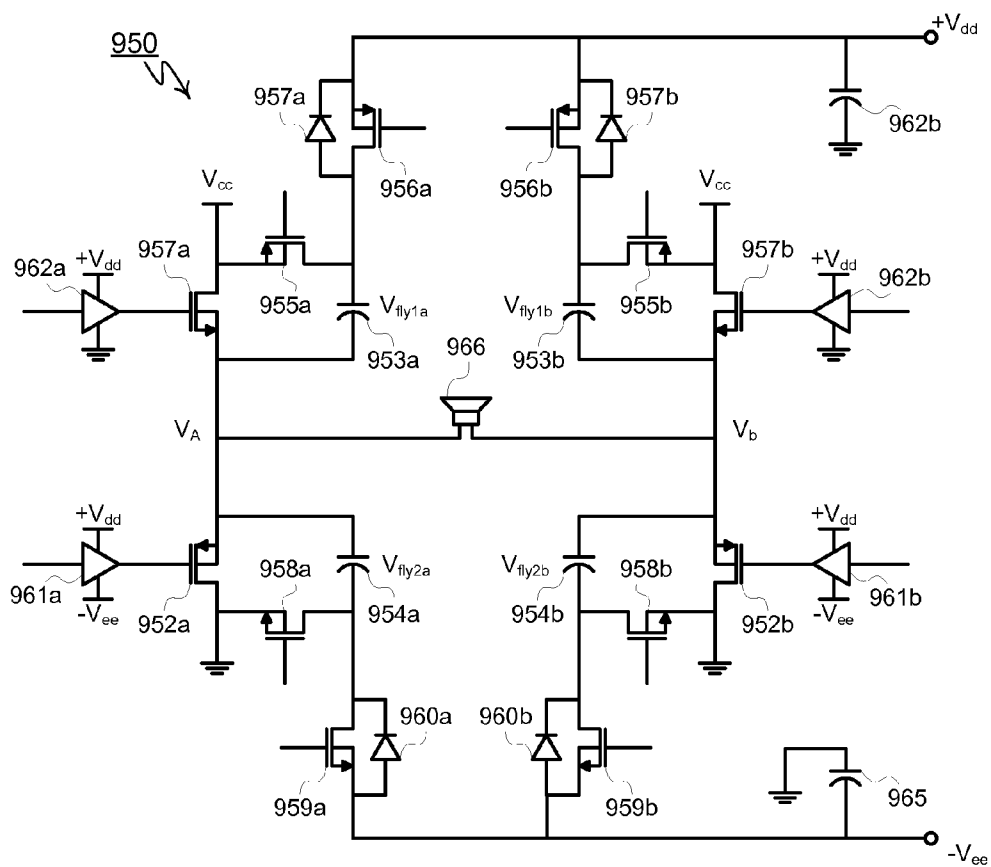 950
+Vdd
957a
957b
962b
956a
956b
Vcc
Vcc
957a
957b
962a
+Vdd
+Vdd
962b
955a
955b
Vfly1a
Vfly1b
953a
953b
966
VA
Vb
+Vdd
+Vdd
961a
961b
-Vee
-Vee
952a
952b
958a
958b
Vfly2a
Vfly2b
954a
954b
960a
960b
959a
959b
965
-Vee